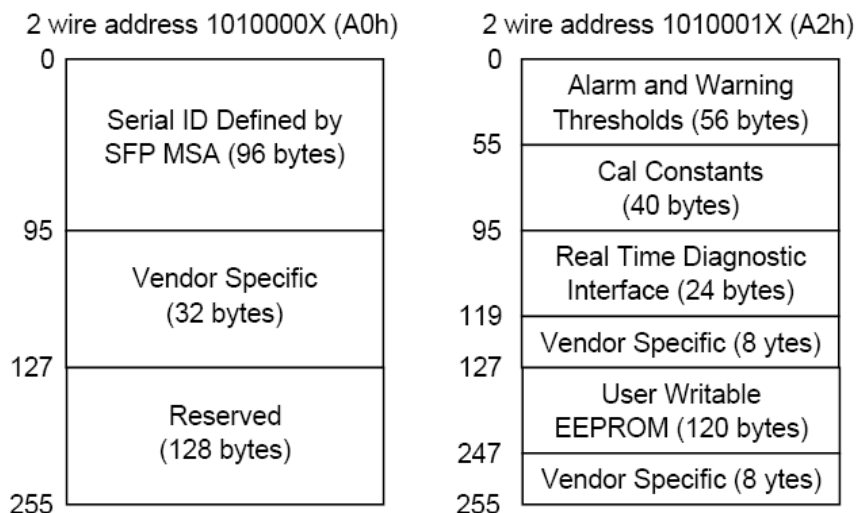 2 wire address 1010000X (A0h)
0
Serial ID Defined by
SFP MSA (96 bytes)
95
Vendor Specific
(32 bytes)
127
Reserved
(128 bytes)
255
2 wire address 1010001X (A2h)
0
Alarm and Warning
Thresholds (56 bytes)
55
Cal Constants
(40 bytes)
95
Real Time Diagnostic
Interface (24 bytes)
119
Vendor Specific (8 ytes)
127
User Writable
EEPROM (120 bytes)
247
Vendor Specific (8 ytes)
255